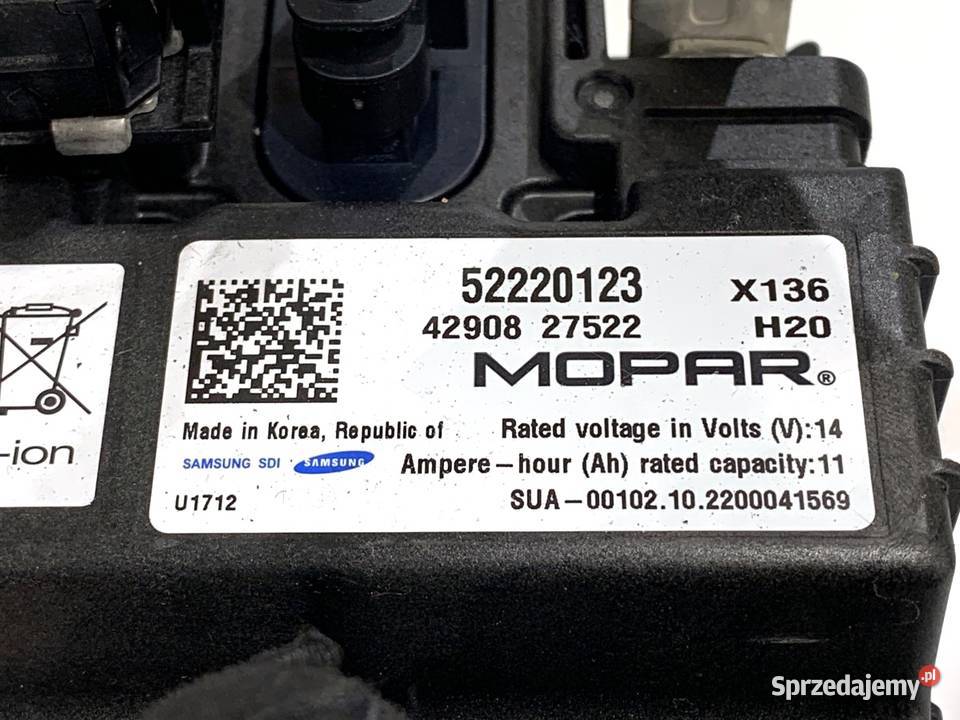 52220123 X136
42908 27522 H20
MOPAR®
Made in Korea, Republic of Rated voltage in Volts (V):14
SAMSUNG SDI SAMSUNG Ampere-hour (Ah) rated capacity:11
U1712 SUA-00102.10.2200041569
-ion
Sprzedajemy.pl